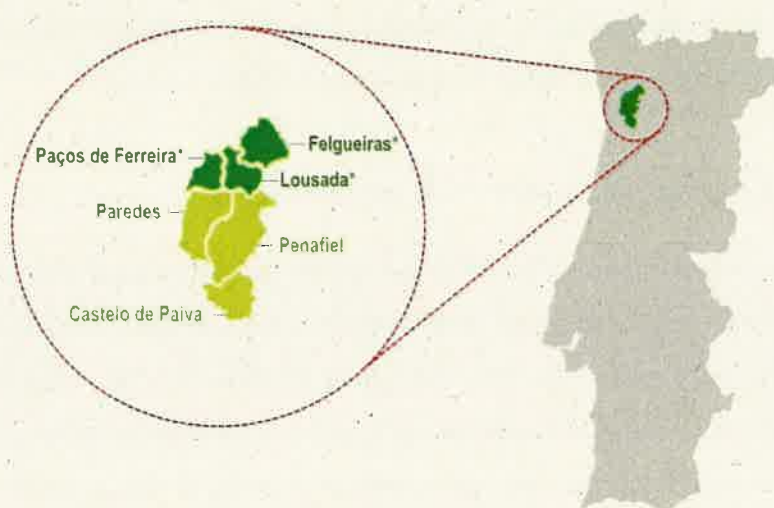 Felgueiras*
Paços de Ferreira*
Lousada*
Paredes
Penafiel
Castelo de Paiva